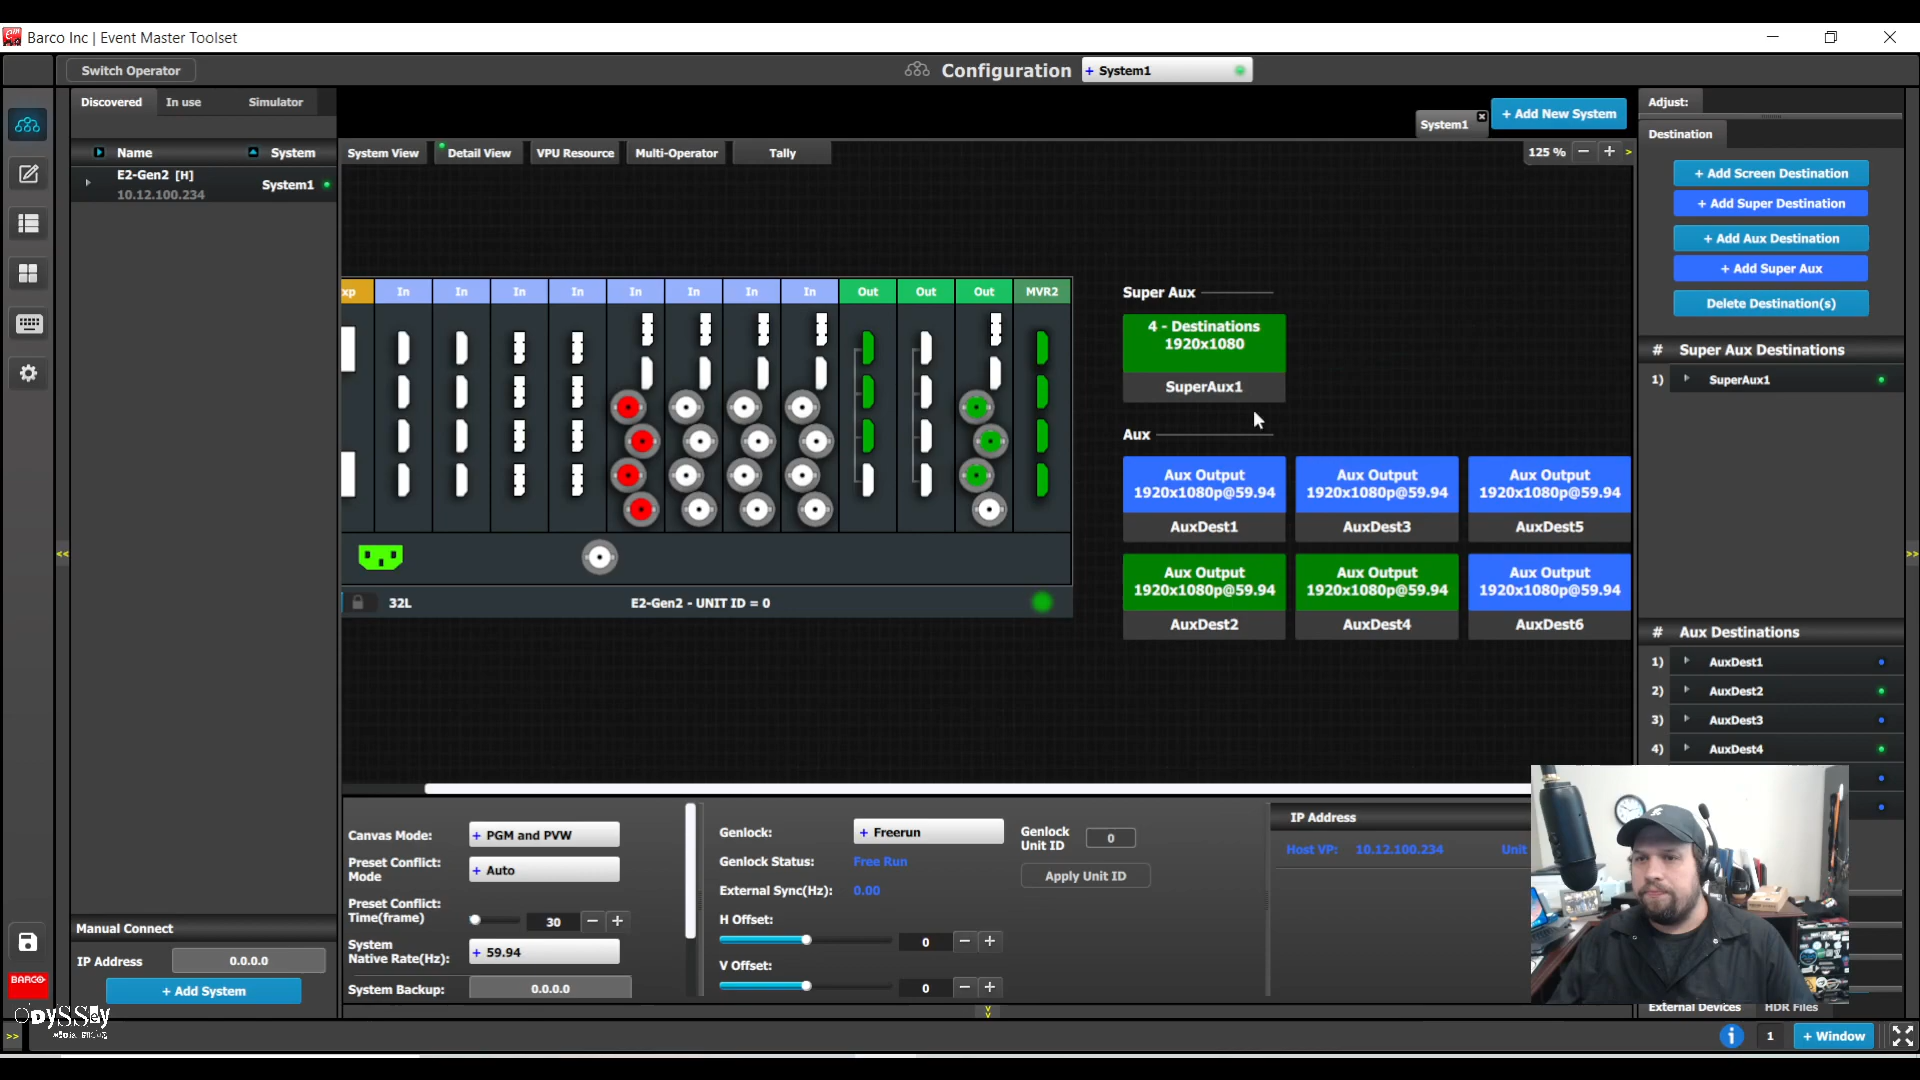 Barco Inc | Event Master Toolset
Switch Operator
Configuration
+ System1
Discovered
In use
Simulator
System1
+ Add New System
Adjust:
Destination
Name
System
E2-Gen2 [H]
10.12.100.234
System1
System View
Detail View
VPU Resource
Multi-Operator
Tally
125 %
+ Add Screen Destination
+ Add Super Destination
+ Add Aux Destination
+ Add Super Aux
Delete Destination(s)
xp
In
In
In
In
In
In
In
In
Out
Out
Out
MVR2
Super Aux
4 - Destinations
1920x1080
SuperAux1
# Super Aux Destinations
1) SuperAux1
Aux
Aux Output
1920x1080p@59.94
AuxDest1
Aux Output
1920x1080p@59.94
AuxDest3
Aux Output
1920x1080p@59.94
AuxDest5
Aux Output
1920x1080p@59.94
AuxDest2
Aux Output
1920x1080p@59.94
AuxDest4
Aux Output
1920x1080p@59.94
AuxDest6
32L
E2-Gen2 - UNIT ID = 0
# Aux Destinations
1) AuxDest1
2) AuxDest2
3) AuxDest3
4) AuxDest4
Canvas Mode:
+ PGM and PVW
Preset Conflict:
Mode
+ Auto
Preset Conflict:
Time(frame)
30
System
Native Rate(Hz):
+ 59.94
System Backup:
0.0.0.0
Genlock:
+ Freerun
Genlock
Unit ID
0
Genlock Status:
Free Run
Apply Unit ID
External Sync(Hz):
0.00
H Offset:
0
V Offset:
0
IP Address
Host VP: 10.12.100.234
Unit
Manual Connect
IP Address
0.0.0.0
+ Add System
BARCO
Odyssey
MEDIA GROUP
External Devices
HDR Files
1
+ Window